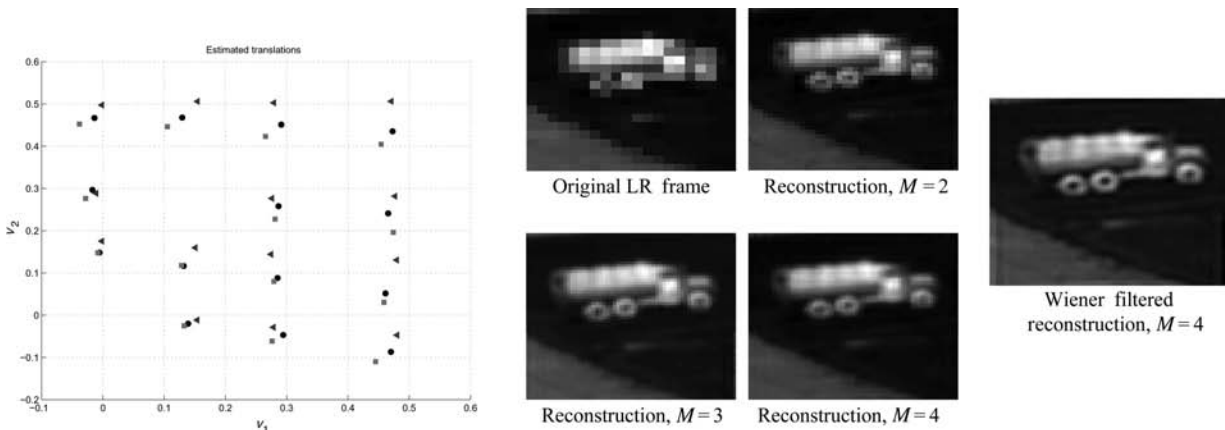 Estimated translations
0.6
0.5
0.4
0.3
0.2
0.1
0
−0.1
−0.2
v₂
−0.1 0 0.1 0.2 0.3 0.4 0.5 0.6
v₁
Original LR frame
Reconstruction, M = 2
Reconstruction, M = 3
Reconstruction, M = 4
Wiener filtered
reconstruction, M = 4